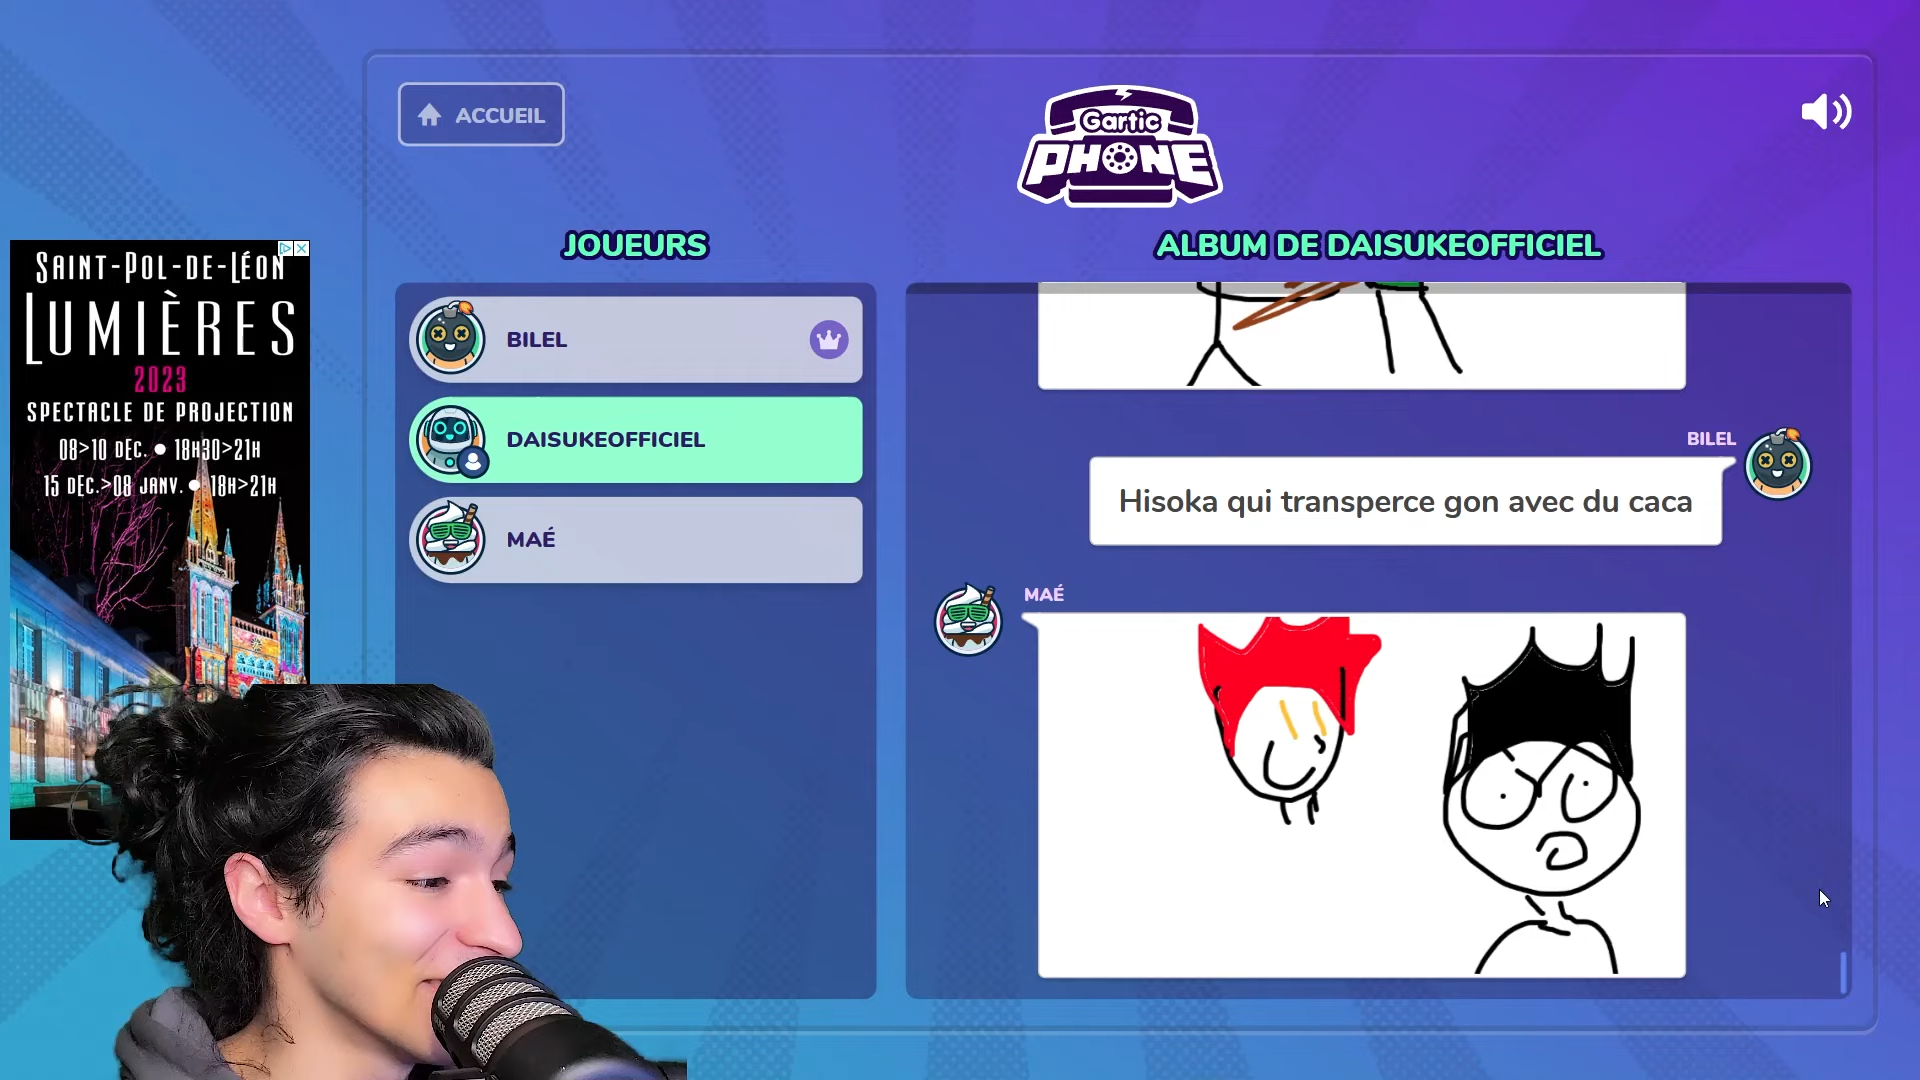 ACCUEIL
Gartic
PHONE
JOUEURS
ALBUM DE DAISUKEOFFICIEL
SAINT-POL-DE-LÉON
LUMIÈRES
2023
SPECTACLE DE PROJECTION
08>10 DÉC. ● 18H30>21H
15 DÉC.>08 JANV. ● 18H>21H
BILEL
DAISUKEOFFICIEL
MAÉ
BILEL
Hisoka qui transperce gon avec du caca
MAÉ